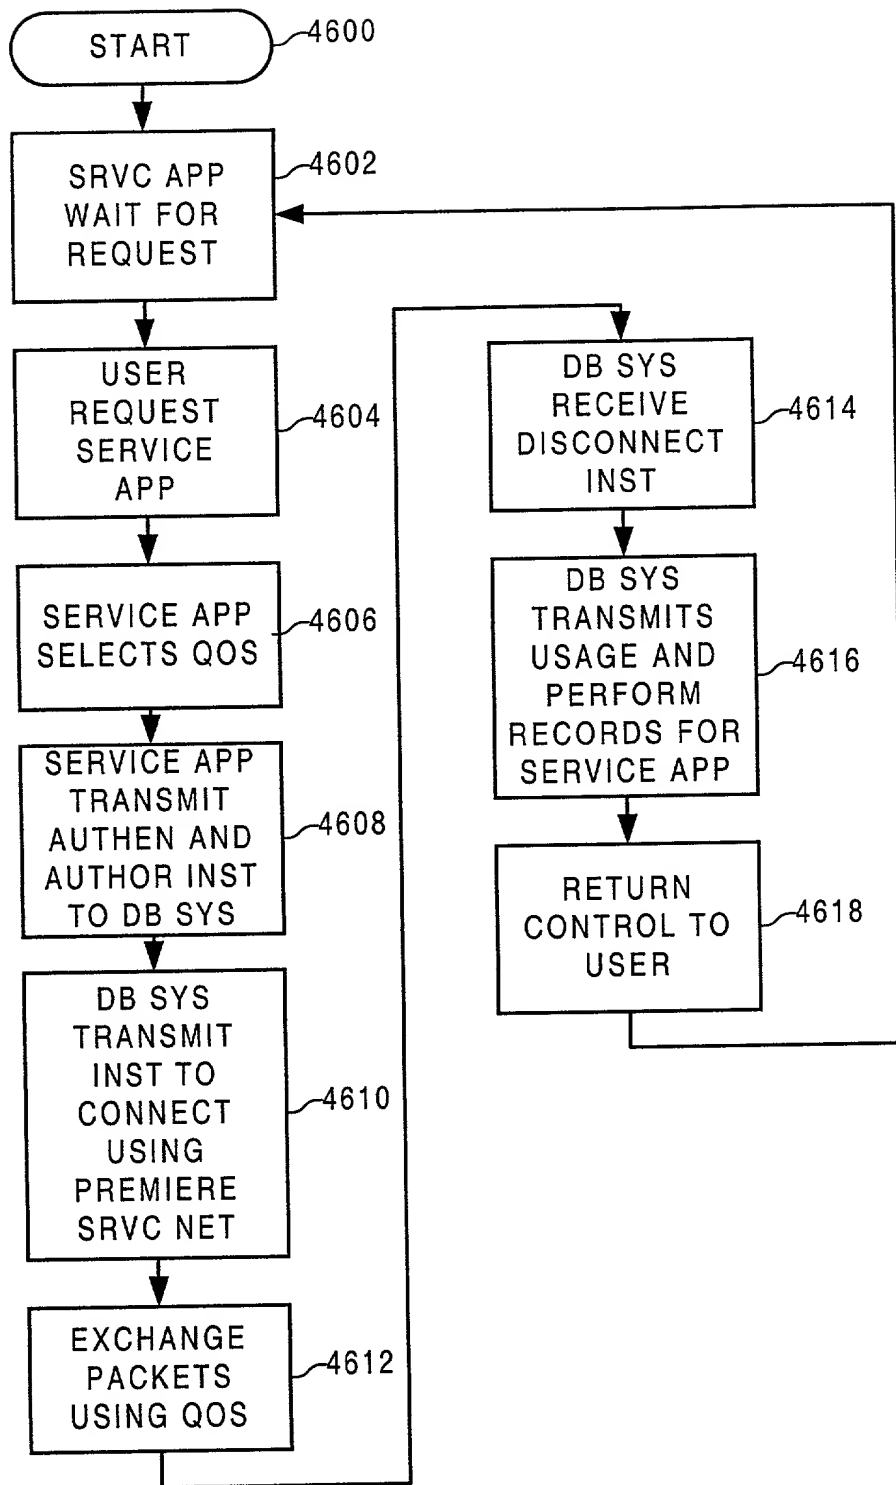 START
4600
SRVC APP
WAIT FOR
REQUEST
4602
USER
REQUEST
SERVICE
APP
4604
SERVICE APP
SELECTS QOS
4606
SERVICE APP
TRANSMIT
AUTHEN AND
AUTHOR INST
TO DB SYS
4608
DB SYS
TRANSMIT
INST TO
CONNECT
USING
PREMIERE
SRVC NET
4610
EXCHANGE
PACKETS
USING QOS
4612
DB SYS
RECEIVE
DISCONNECT
INST
4614
DB SYS
TRANSMITS
USAGE AND
PERFORM
RECORDS FOR
SERVICE APP
4616
RETURN
CONTROL TO
USER
4618